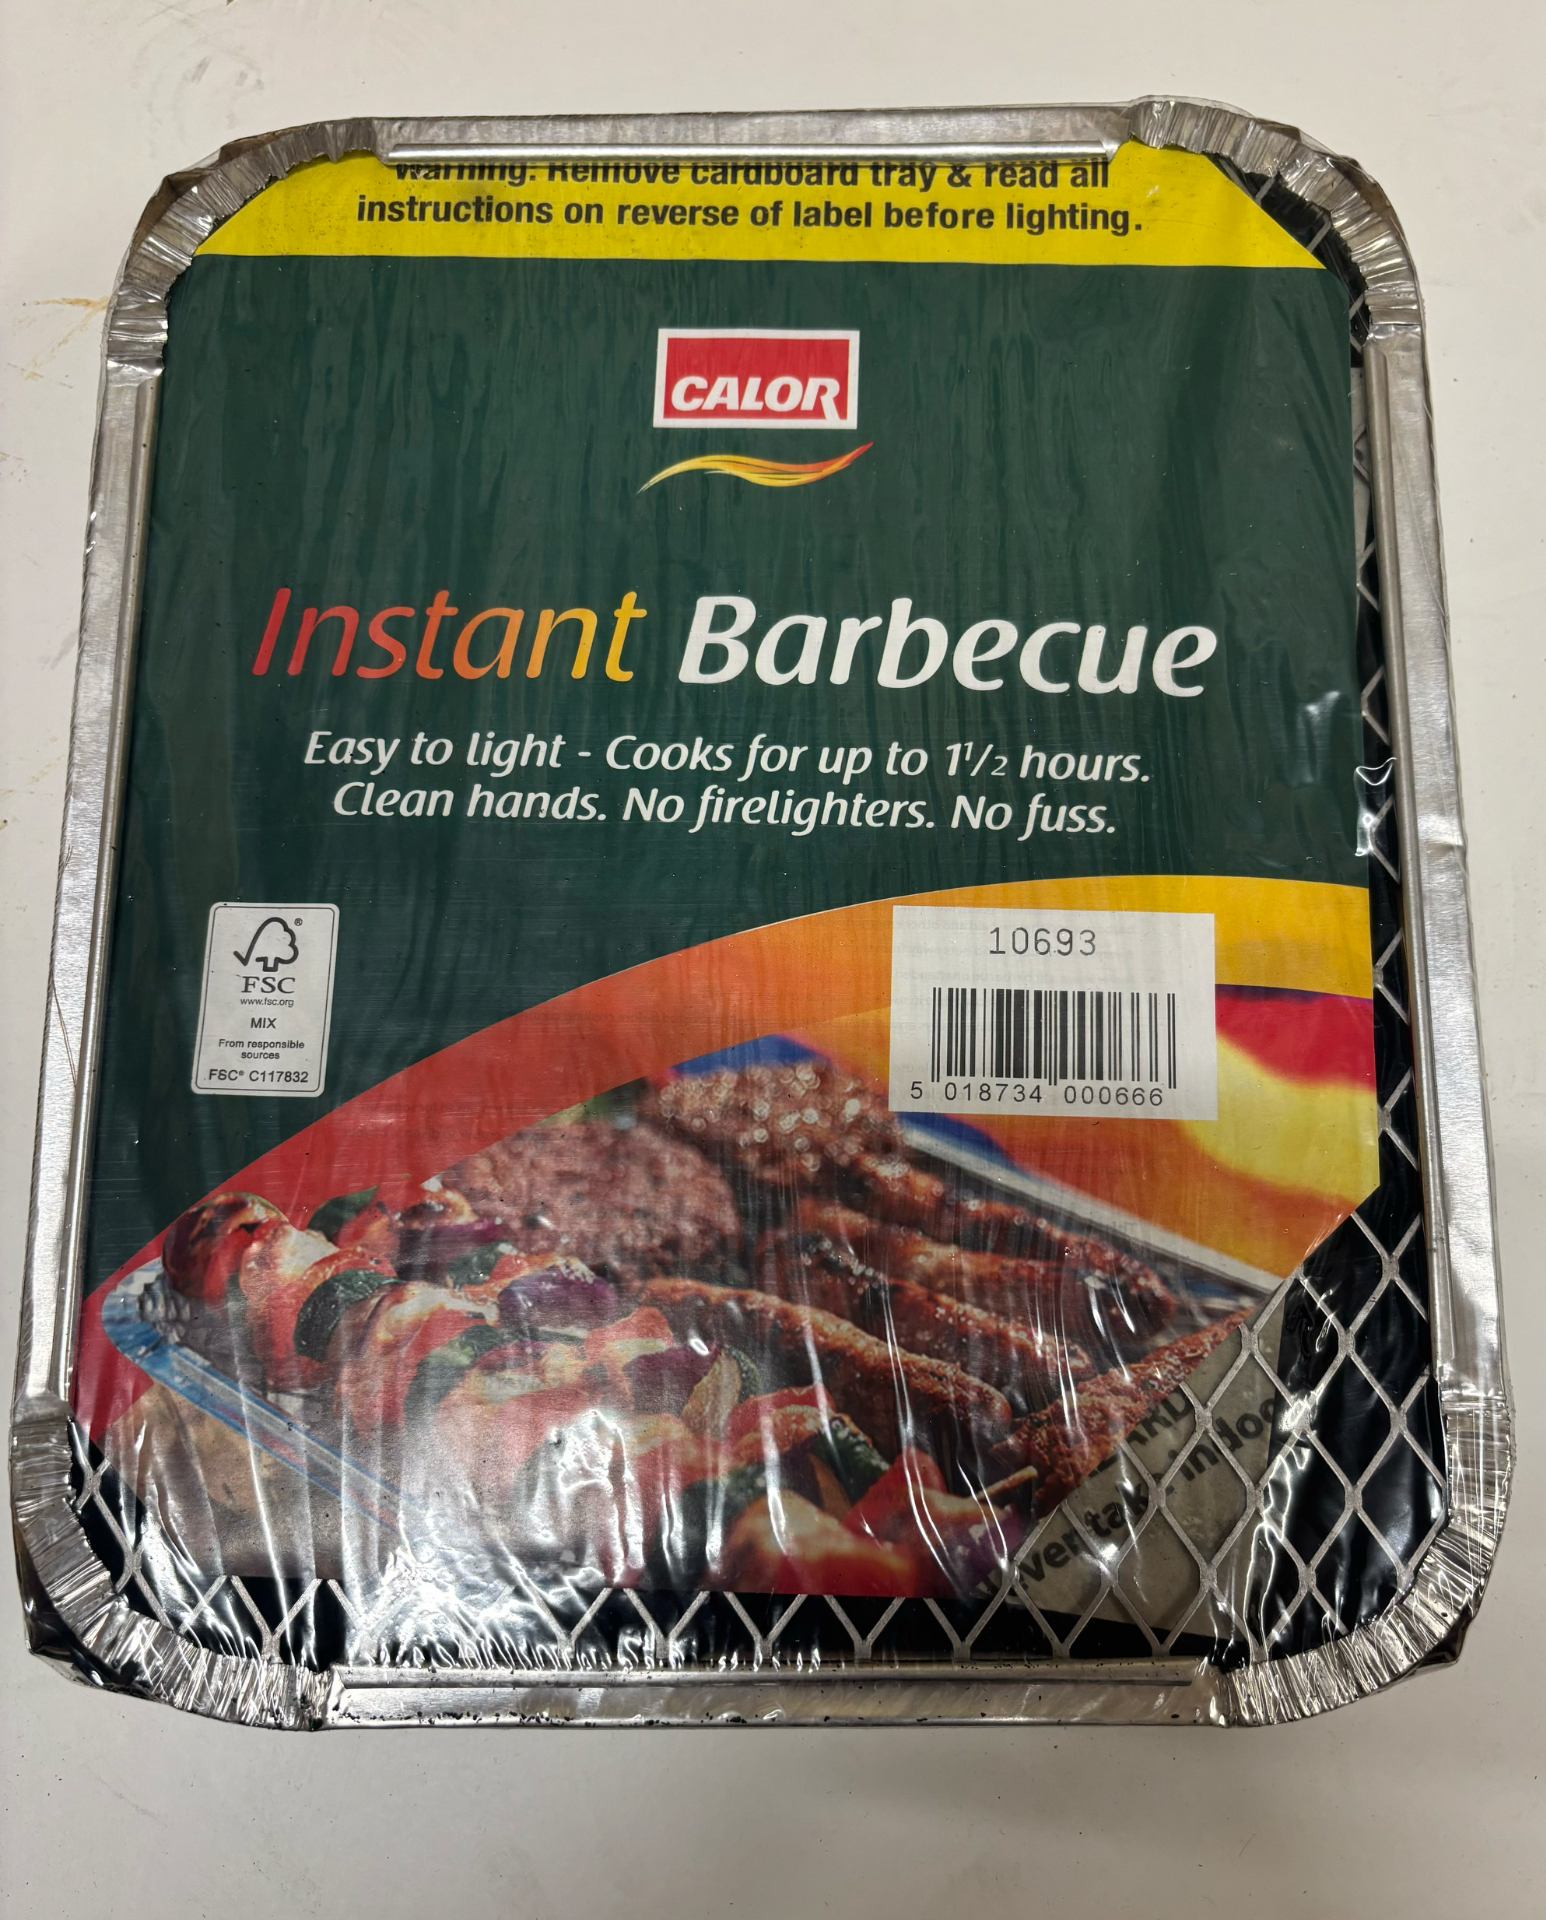 Warning: Remove cardboard tray & read all
instructions on reverse of label before lighting.
CALOR
Instant Barbecue
Easy to light - Cooks for up to 1½ hours.
Clean hands. No firelighters. No fuss.
FSC®
www.fsc.org
MIX
From responsible
sources
FSC® C117832
10693
5 018734 000666